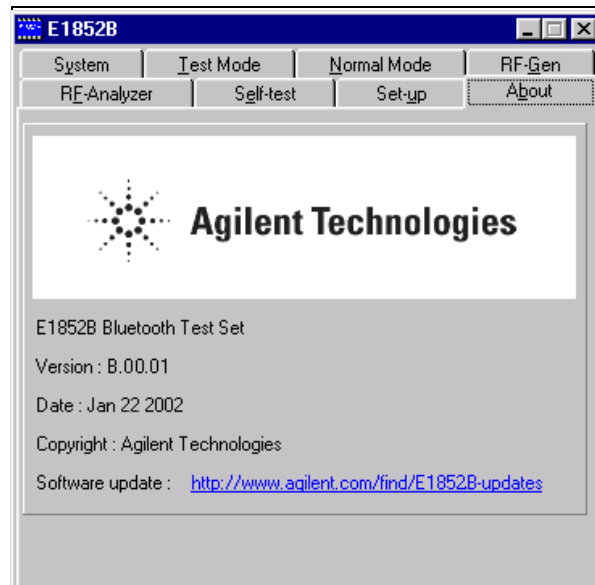 E1852B
System Test Mode Normal Mode RF-Gen
RF-Analyzer Self-test Set-up About
Agilent Technologies
E1852B Bluetooth Test Set
Version : B.00.01
Date : Jan 22 2002
Copyright : Agilent Technologies
Software update : http://www.agilent.com/find/E1852B-updates